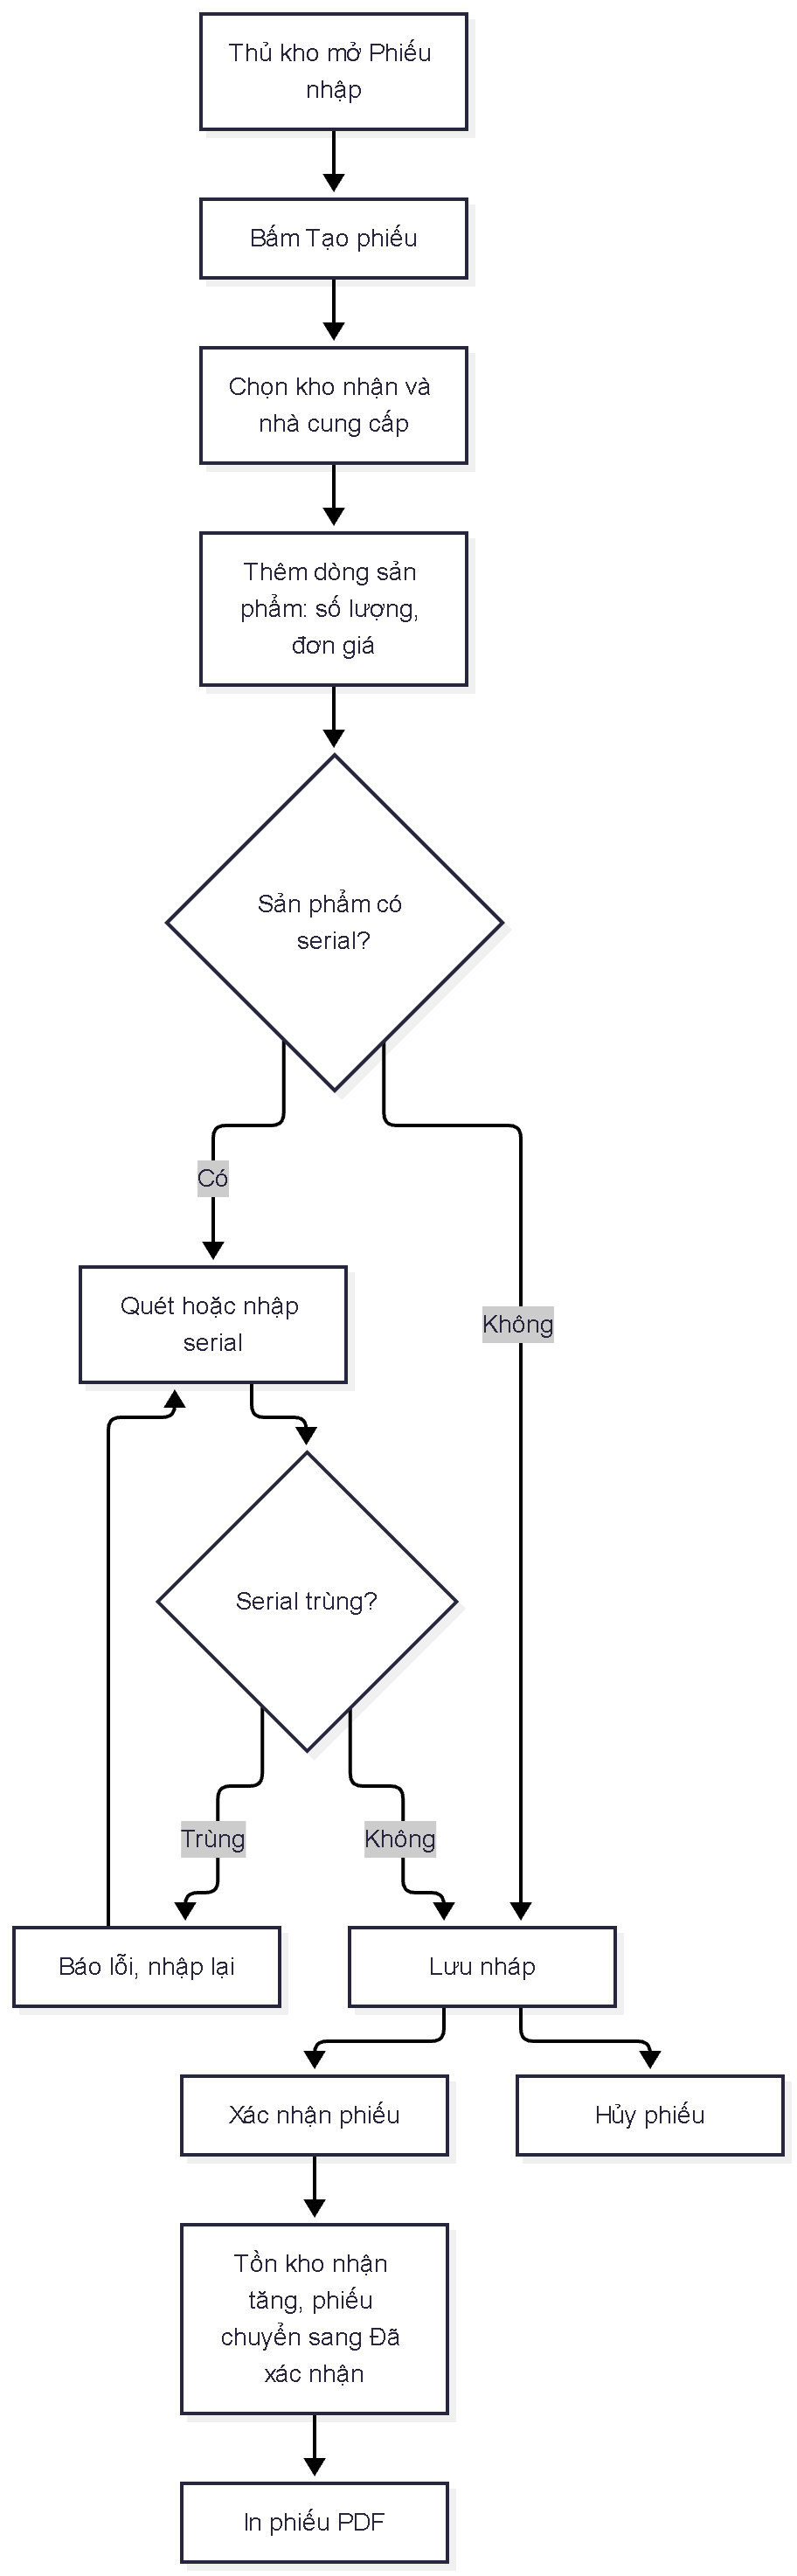 Thủ kho mở Phiếu
nhập
Bấm Tạo phiếu
Chọn kho nhận và
nhà cung cấp
Thêm dòng sản
phẩm: số lượng,
đơn giá
Sản phẩm có
serial?
Có
Quét hoặc nhập
serial
Không
Serial trùng?
Trùng
Không
Báo lỗi, nhập lại
Lưu nháp
Xác nhận phiếu
Hủy phiếu
Tồn kho nhận
tăng, phiếu
chuyển sang Đã
xác nhận
In phiếu PDF